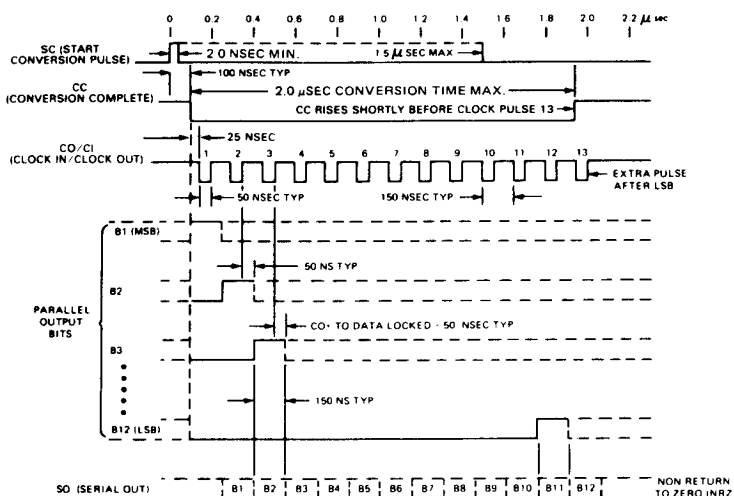 0 0.2 0.4 0.6 0.8 1.0 1.2 1.4 1.6 1.8 2.0 2.2 μ sec
SC (START CONVERSION PULSE)
2 0 NSEC MIN.
1 5 μ SEC MAX
100 NSEC TYP
CC (CONVERSION COMPLETE)
2.0 μSEC CONVERSION TIME MAX.
CC RISES SHORTLY BEFORE CLOCK PULSE 13
25 NSEC
CO/CI (CLOCK IN/CLOCK OUT)
1 2 3 4 5 6 7 8 9 10 11 12 13
EXTRA PULSE AFTER LSB
50 NSEC TYP
150 NSEC TYP
B1 (MSB)
50 NS TYP
B2
PARALLEL OUTPUT BITS
CO· TO DATA LOCKED - 50 NSEC TYP
B3
150 NS TYP
B12 (LSB)
SO (SERIAL OUT)
B1 B2 B3 B4 B5 B6 B7 B8 B9 B10 B11 B12
NON RETURN TO ZERO (NRZ